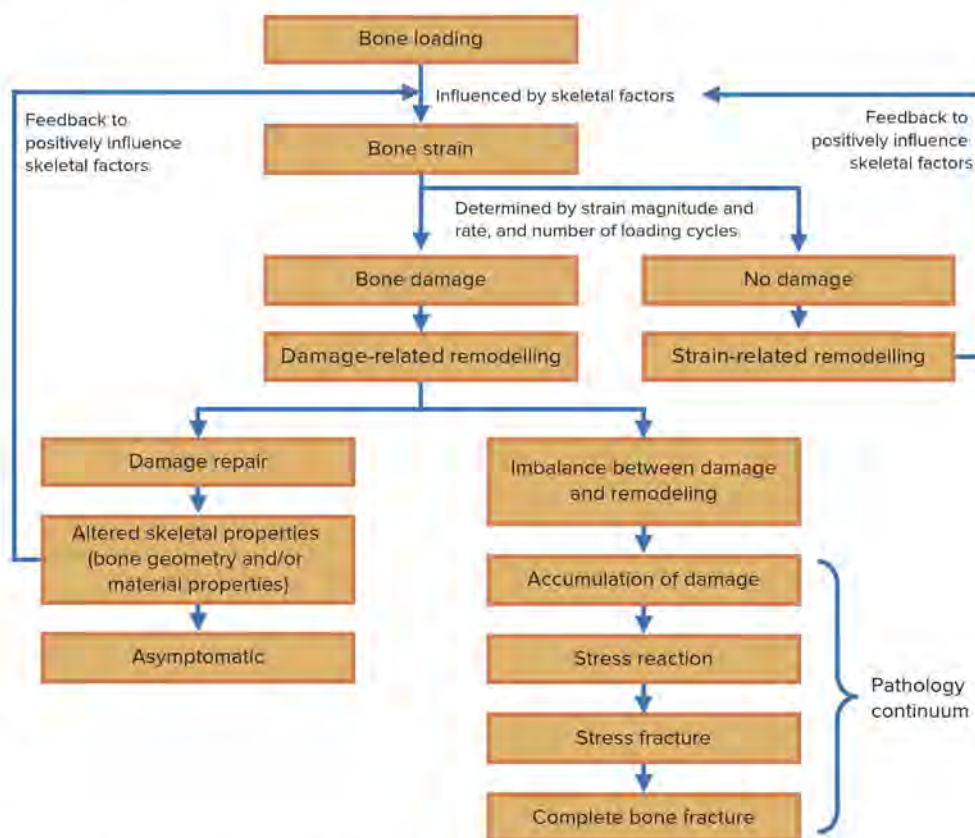 Bone loading
Influenced by skeletal factors
Feedback to
positively influence
skeletal factors
Feedback to
positively influence
skeletal factors
Bone strain
Determined by strain magnitude and
rate, and number of loading cycles
Bone damage
No damage
Damage-related remodelling
Strain-related remodelling
Damage repair
Imbalance between damage
and remodeling
Altered skeletal properties
(bone geometry and/or
material properties)
Accumulation of damage
Asymptomatic
Stress reaction
Pathology
continuum
Stress fracture
Complete bone fracture